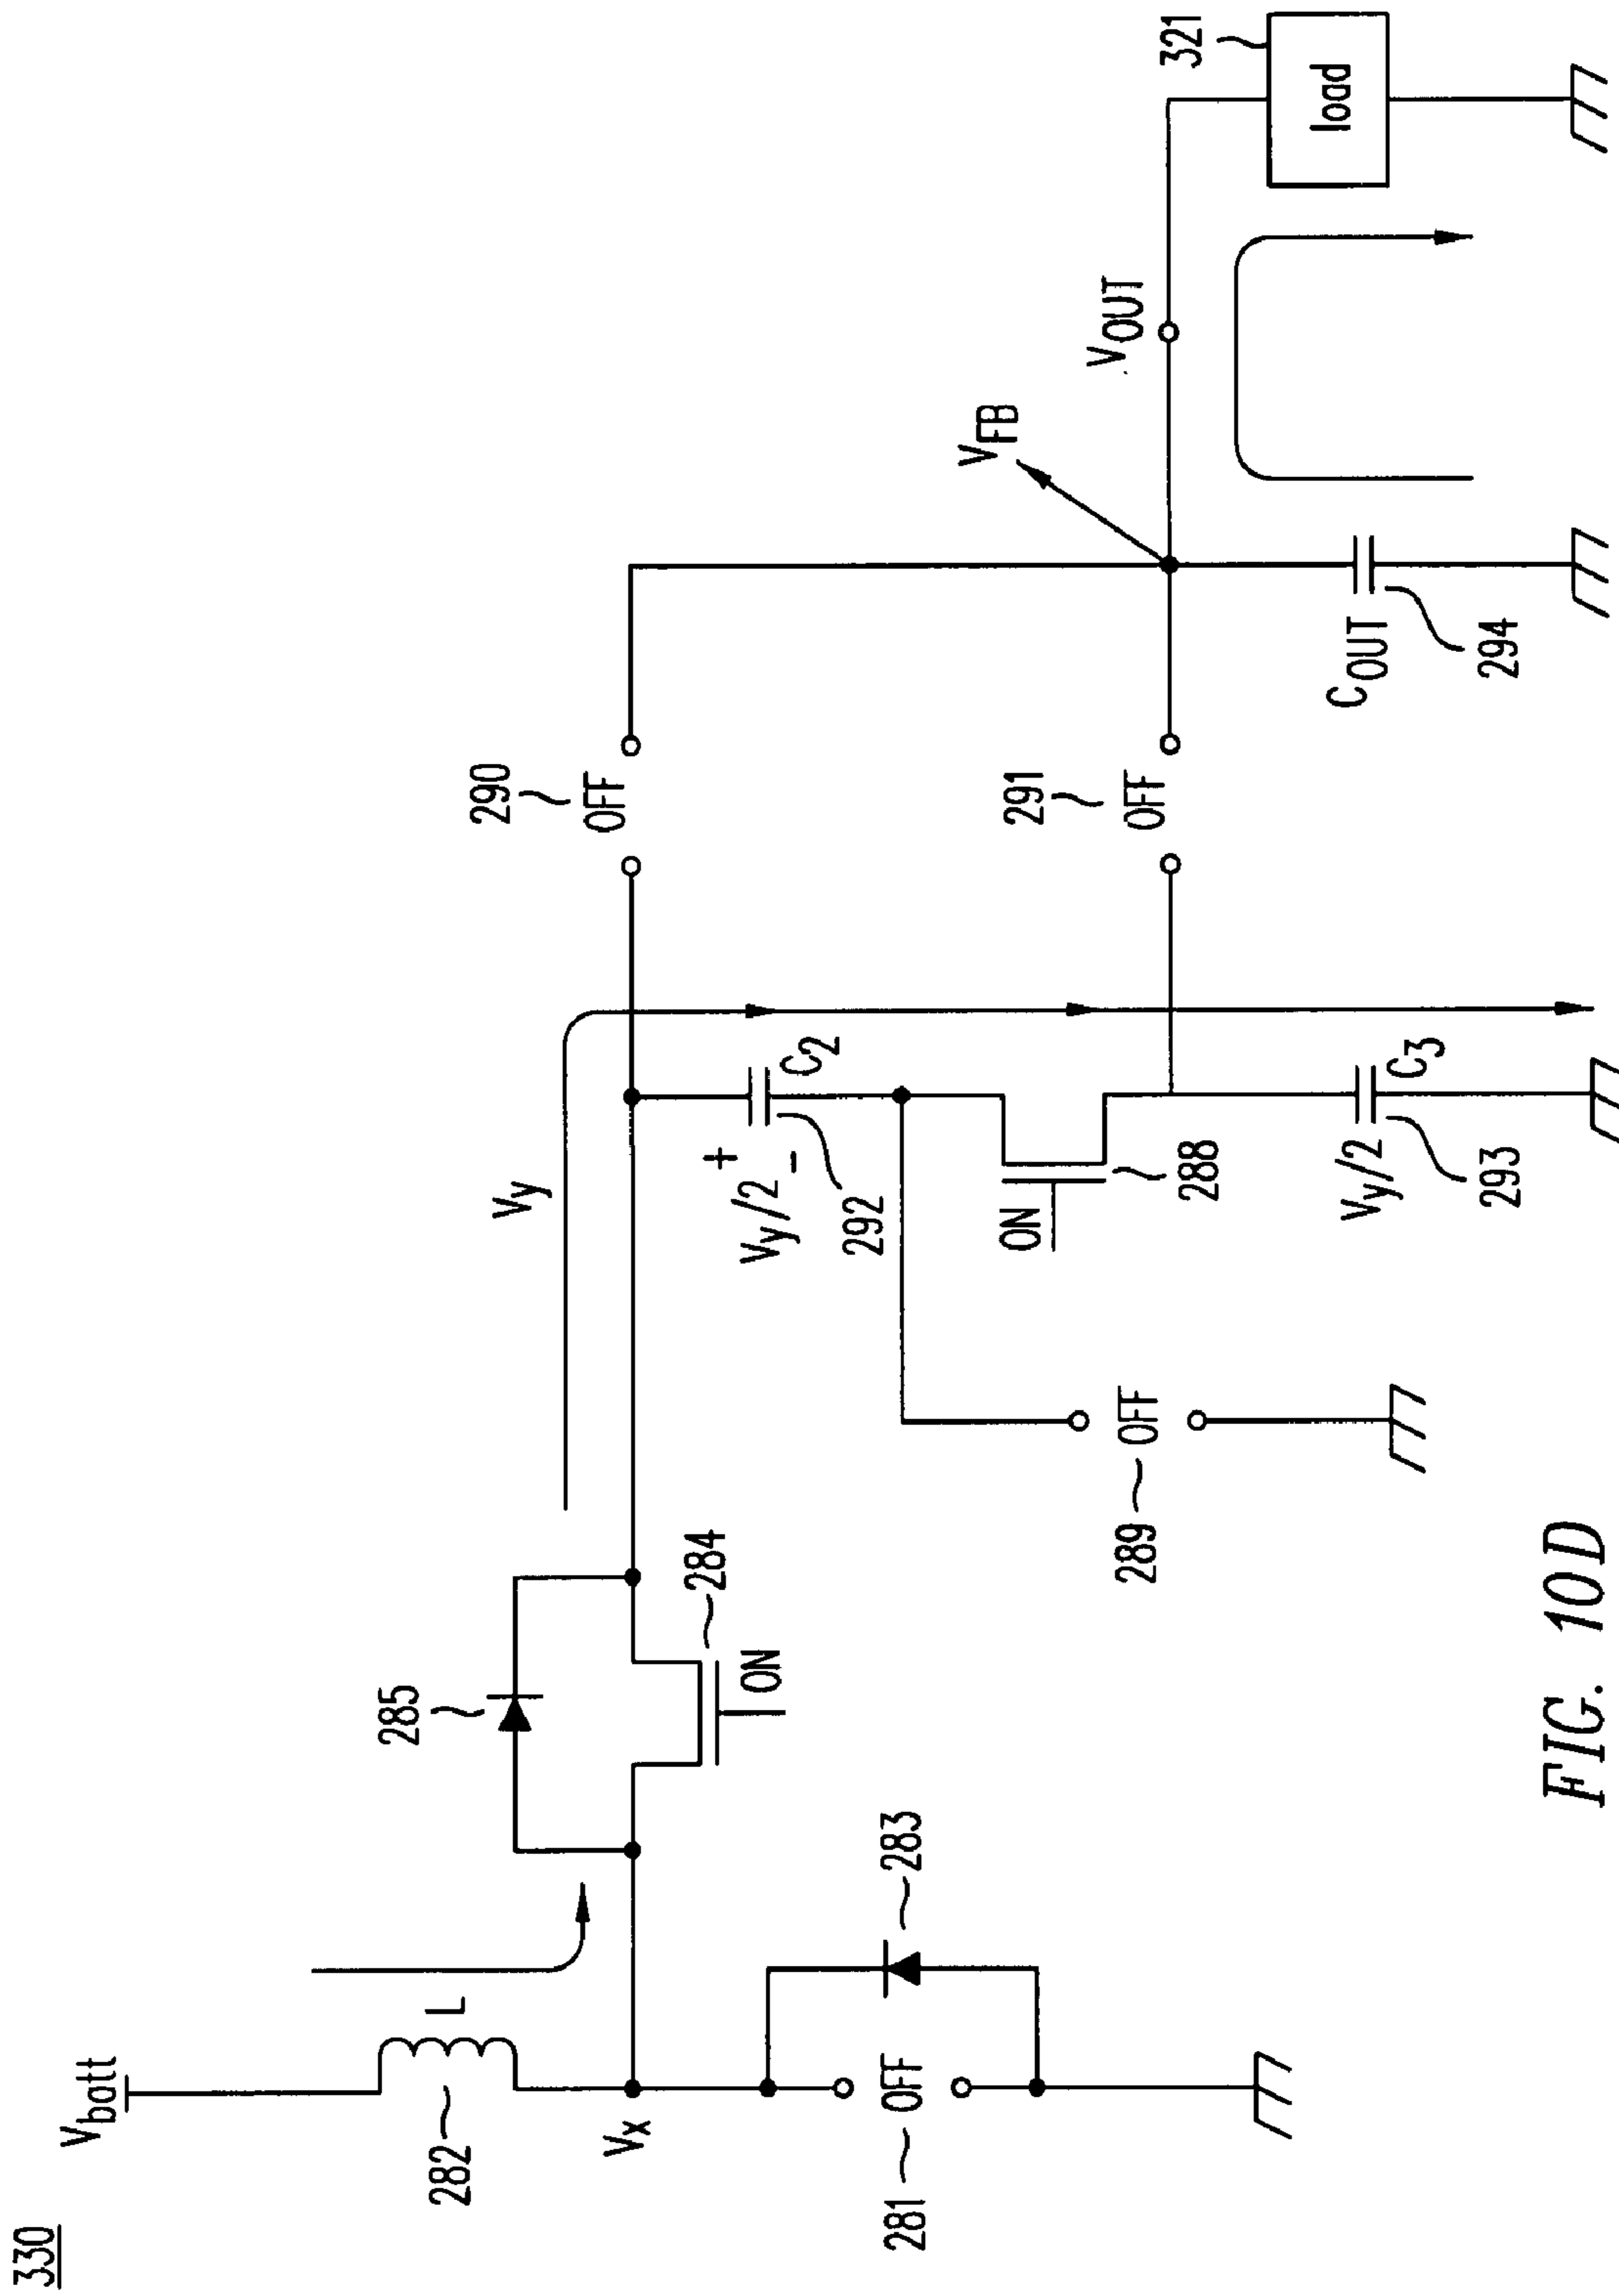 330
V_batt
282
L
V_x
281
OFF
283
285
284
ON
V_y
V_y/2
+
–
292
C_2
289
OFF
ON
288
V_y/2
293
C_3
290
OFF
291
OFF
V_FB
V_OUT
C_OUT
294
321
load
FIG. 10D